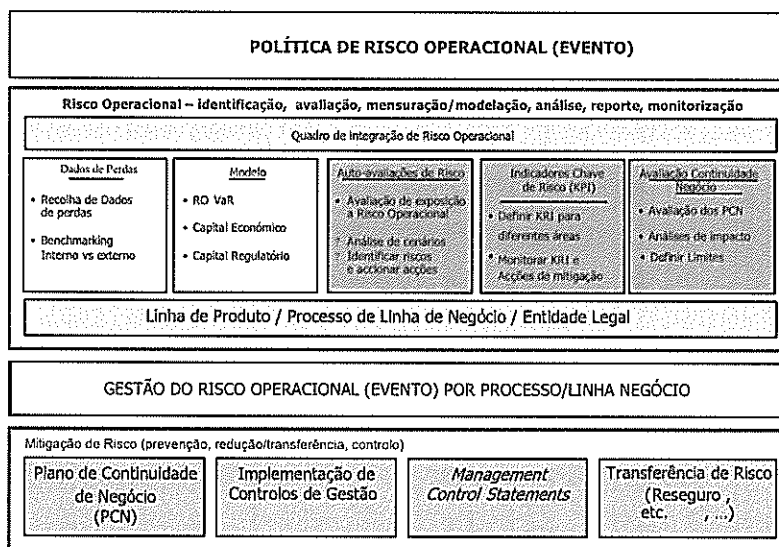 POLÍTICA DE RISCO OPERACIONAL (EVENTO)
Risco Operacional – identificação, avaliação, mensuração/modelação, análise, reporte, monitorização
Quadro de Integração de Risco Operacional
Dados de Perdas
• Recolha de Dados
de perdas
• Benchmarking
Interno vs externo
Modelo
• RO VaR
• Capital Económico
• Capital Regulatório
Auto-avaliações de Risco
• Avaliação de exposição
a Risco Operacional
Análise de cenários
Identificar riscos
e accionar acções
Indicadores Chave
de Risco (KPI)
• Definir KRI para
diferentes áreas
• Monitorar KRI e
Acções de mitigação
Avaliação Continuidade
Negócio
• Avaliação dos PCN
• Análises de impacto
• Definir Limites
Linha de Produto / Processo de Linha de Negócio / Entidade Legal
GESTÃO DO RISCO OPERACIONAL (EVENTO) POR PROCESSO/LINHA NEGÓCIO
Mitigação de Risco (prevenção, redução/transferência, controlo)
Plano de Continuidade
de Negócio
(PCN)
Implementação de
Controlos de Gestão
Management
Control Statements
Transferência de Risco
(Reseguro ,
etc. , ...)